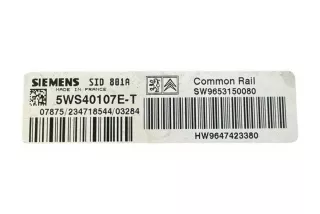 SIEMENS SID 801A
MADE IN FRANCE
5WS40107E-T
07875/234718544/03284
Common Rail
SW9653150080
HW9647423380